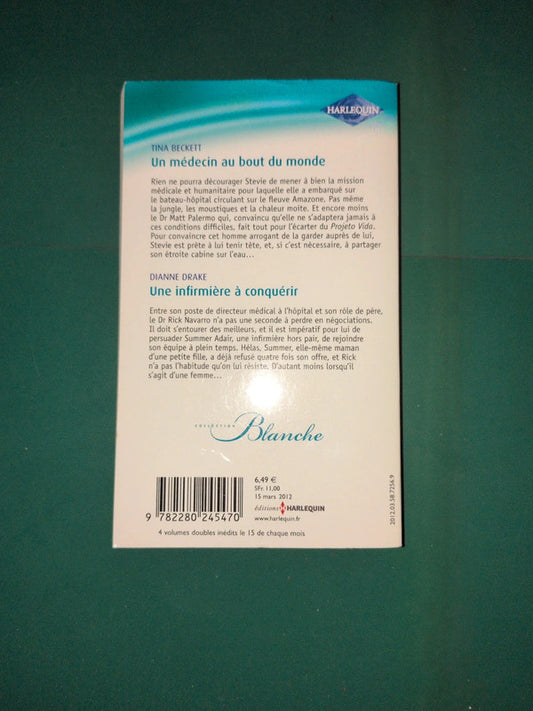 HARLEQUIN
TINA BECKETT
Un médecin au bout du monde
Rien ne pourra décourager Stevie de mener à bien la mission
médicale et humanitaire pour laquelle elle a embarqué sur
le bateau-hôpital circulant sur le fleuve Amazone. Pas même
la jungle, les moustiques et la chaleur moite. Et encore moins
le Dr Matt Palermo qui, convaincu qu'elle ne s'adaptera jamais à
ces conditions difficiles, fait tout pour l'écarter du Projeto Vida.
Pour convaincre cet homme arrogant de la garder auprès de lui,
Stevie est prête à lui tenir tête, et, si c'est nécessaire, à partager
son étroite cabine sur l'eau...
DIANNE DRAKE
Une infirmière à conquérir
Entre son poste de directeur médical à l'hôpital et son rôle de père,
le Dr Rick Navarro n'a pas une seconde à perdre en négociations.
Il doit s'entourer des meilleurs, et il est impératif pour lui de
persuader Summer Adair, une infirmière hors pair, de rejoindre
son équipe à plein temps. Hélas, Summer, elle-même maman
d'une petite fille, a déjà refusé quatre fois son offre, et Rick
n'a pas l'habitude qu'on lui résiste. D'autant moins lorsqu'il
s'agit d'une femme...
COLLECTION Blanche
6,49 €
SFr. 11,00
15 mars 2012
éditions HARLEQUIN
www.harlequin.fr
9 782280 245470
4 volumes doubles inédits le 15 de chaque mois
2012.03.58.7256.9